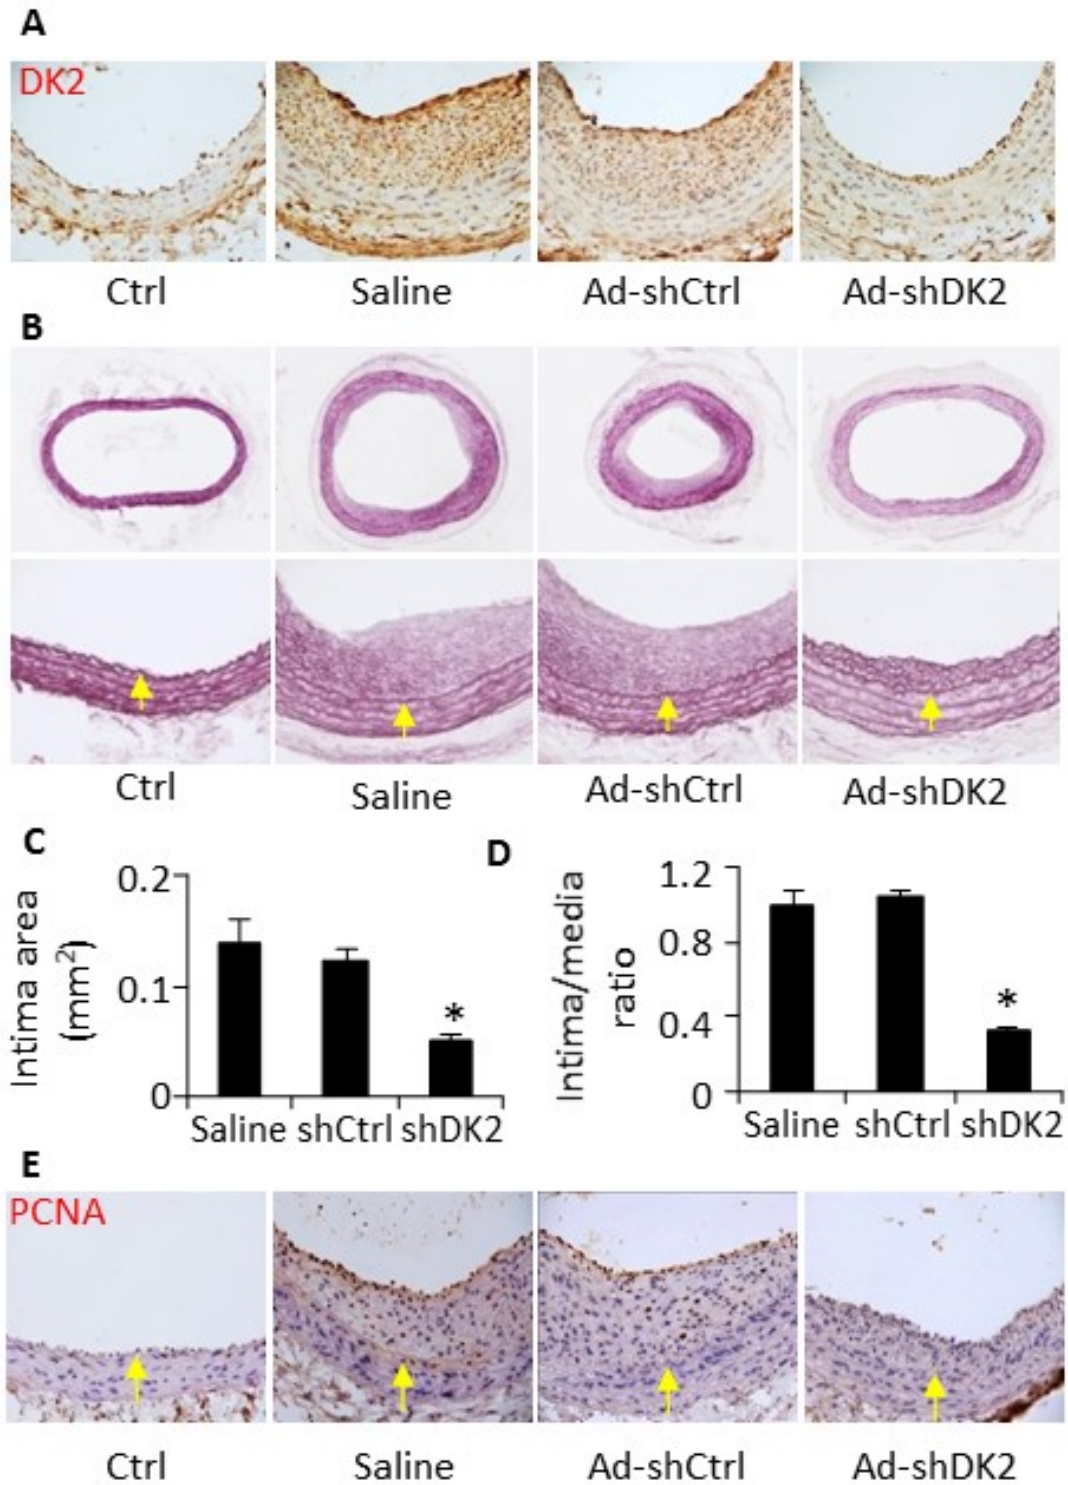 A
DK2
Ctrl Saline Ad-shCtrl Ad-shDK2
B
Ctrl Saline Ad-shCtrl Ad-shDK2
C
Intima area
(mm²)
0.2
0.1
0
*
Saline shCtrl shDK2
D
Intima/media
ratio
1.2
0.8
0.4
0
*
Saline shCtrl shDK2
E
PCNA
Ctrl Saline Ad-shCtrl Ad-shDK2